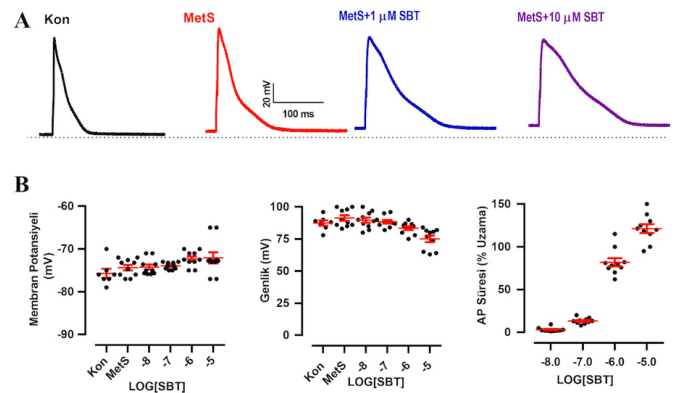 A
Kon
MetS
MetS+1 µM SBT
MetS+10 µM SBT
20 mV
100 ms
B
Membran Potansiyeli
(mV)
-60
-70
-80
-90
Kon
MetS
-8
-7
-6
-5
LOG[SBT]
Genlik (mV)
100
75
50
25
0
Kon
MetS
-8
-7
-6
-5
LOG[SBT]
AP Süresi (% Uzama)
150
100
50
0
-8.0
-7.0
-6.0
-5.0
LOG[SBT]